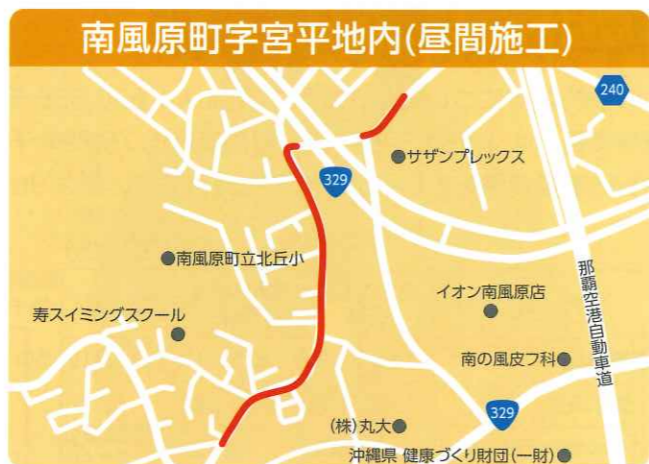 南風原町字宮平地内(昼間施工)
240
サザンプレックス
329
南風原町立北丘小
イオン南風原店
那覇空港自動車道
寿スイミングスクール
南の風皮フ科
329
(株)丸大
沖縄県 健康づくり財団(一財)